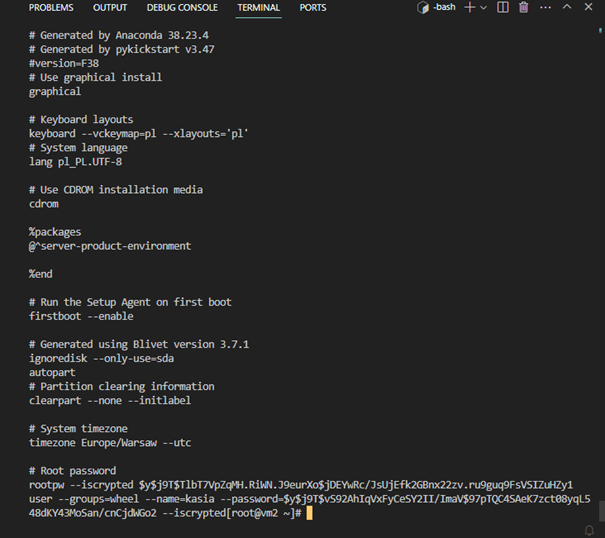 PROBLEMS OUTPUT DEBUG CONSOLE TERMINAL PORTS -bash
# Generated by Anaconda 38.23.4
# Generated by pykickstart v3.47
#version=F38
# Use graphical install
graphical
# Keyboard layouts
keyboard --vckeymap=pl --xlayouts='pl'
# System language
lang pl_PL.UTF-8
# Use CDROM installation media
cdrom
%packages
@^server-product-environment
%end
# Run the Setup Agent on first boot
firstboot --enable
# Generated using Blivet version 3.7.1
ignoredisk --only-use=sda
autopart
# Partition clearing information
clearpart --none --initlabel
# System timezone
timezone Europe/Warsaw --utc
# Root password
rootpw --iscrypted $y$j9T$TlbT7VpZqMH.RiWN.J9eurXo$jDEYwRc/JsUjEfk2GBnx22zv.ru9guq9FsVSIZuHZy1
user --groups=wheel --name=kasia --password=$y$j9T$vS92AhIqVxFyCeSY2II/ImaV$97pTQC4SAeK7zct08yqL5
48dKY43MoSan/cnCjdWGo2 --iscrypted[root@vm2 ~]#